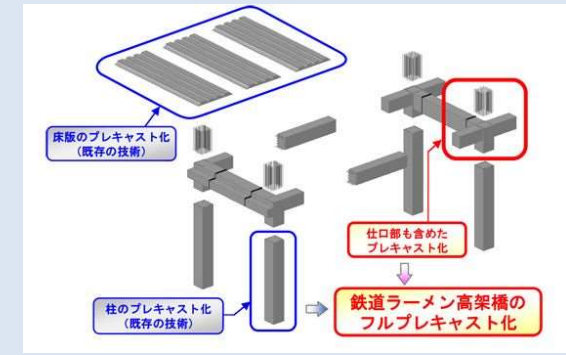 床版のプレキャスト化
（既存の技術）
仕口部も含めた
プレキャスト化
柱のプレキャスト化
（既存の技術）
鉄道ラーメン高架橋の
フルプレキャスト化